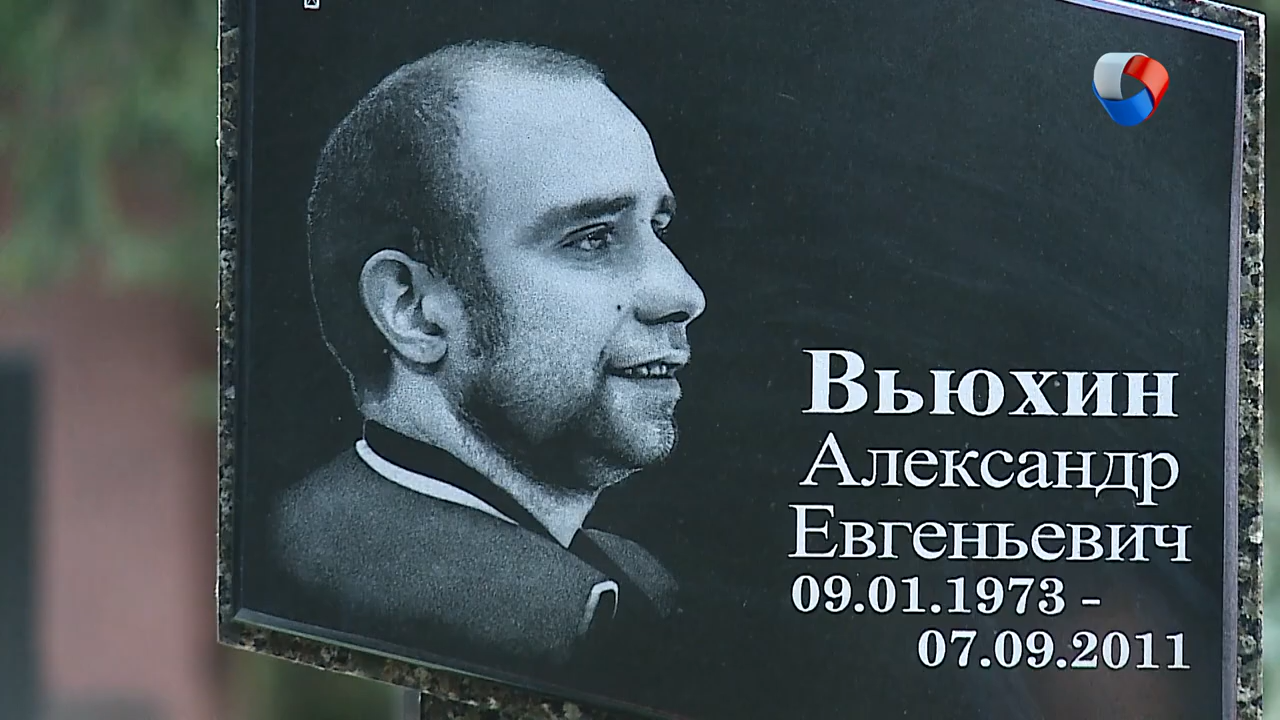 Вьюхин
Александр
Евгеньевич
09.01.1973 –
07.09.2011